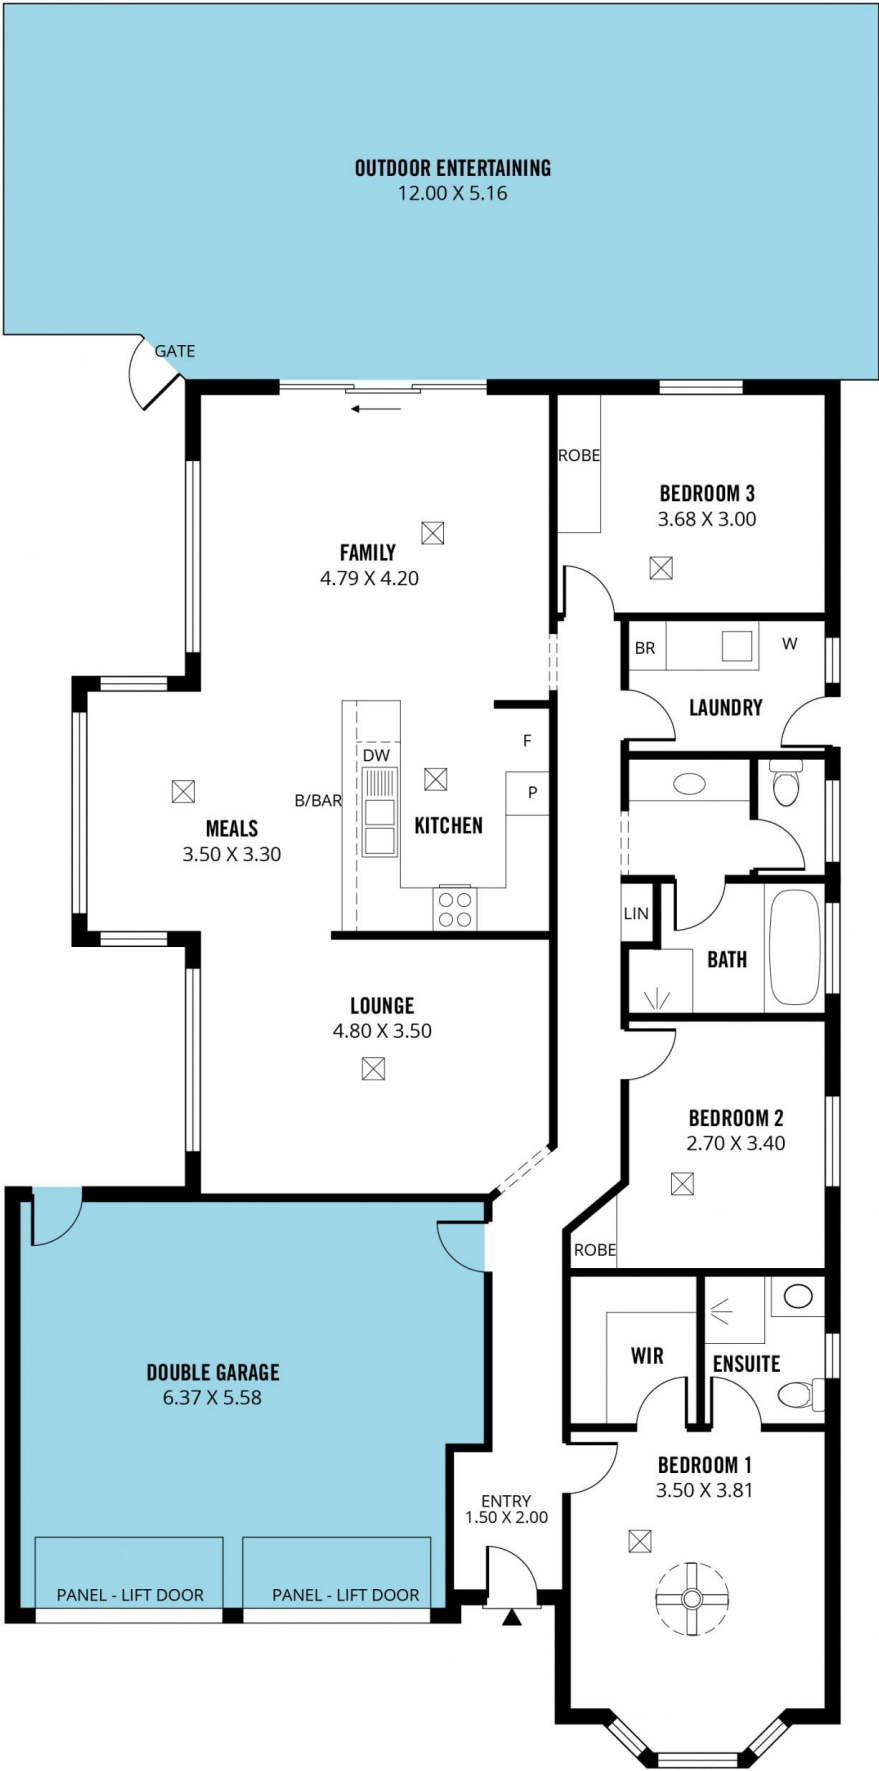 OUTDOOR ENTERTAINING
12.00 X 5.16
GATE
ROBE
BEDROOM 3
3.68 X 3.00
FAMILY
4.79 X 4.20
BR
W
LAUNDRY
F
DW
P
B/BAR
KITCHEN
MEALS
3.50 X 3.30
LIN
BATH
LOUNGE
4.80 X 3.50
BEDROOM 2
2.70 X 3.40
ROBE
WIR
ENSUITE
DOUBLE GARAGE
6.37 X 5.58
BEDROOM 1
3.50 X 3.81
ENTRY
1.50 X 2.00
PANEL - LIFT DOOR
PANEL - LIFT DOOR